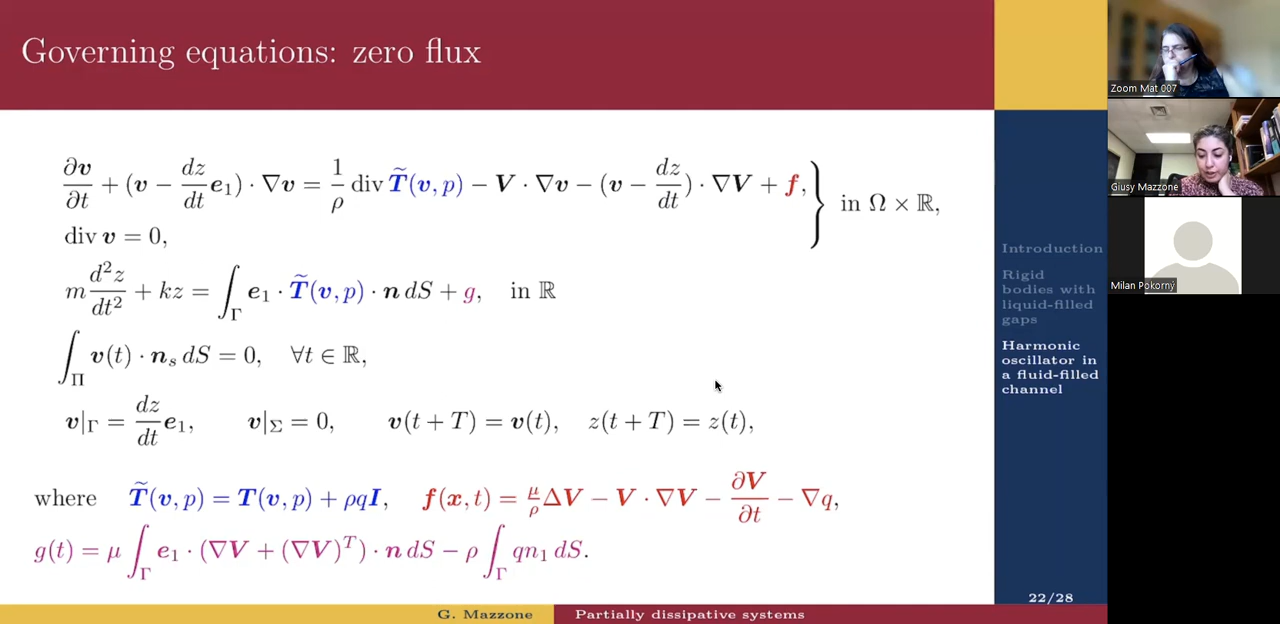 Governing equations: zero flux
∂v/∂t + (v − dz/dt e₁) · ∇v = 1/ρ div T̃(v, p) − V · ∇v − (v − dz/dt) · ∇V + f, } in Ω × ℝ,
div v = 0,
m d²z/dt² + kz = ∫_Γ e₁ · T̃(v, p) · n dS + g, in ℝ
∫_Π v(t) · n_s dS = 0, ∀t ∈ ℝ,
v|_Γ = dz/dt e₁, v|_Σ = 0, v(t + T) = v(t), z(t + T) = z(t),
where T̃(v, p) = T(v, p) + ρqI, f(x, t) = μ/ρ ΔV − V · ∇V − ∂V/∂t − ∇q,
g(t) = μ ∫_Γ e₁ · (∇V + (∇V)ᵀ) · n dS − ρ ∫_Γ qn₁ dS.
Introduction
Rigid
bodies with
liquid-filled
gaps
Harmonic
oscillator in
a fluid-filled
channel
22/28
G. Mazzone
Partially dissipative systems
Zoom Mat 007
Giusy Mazzone
Milan Pokorný